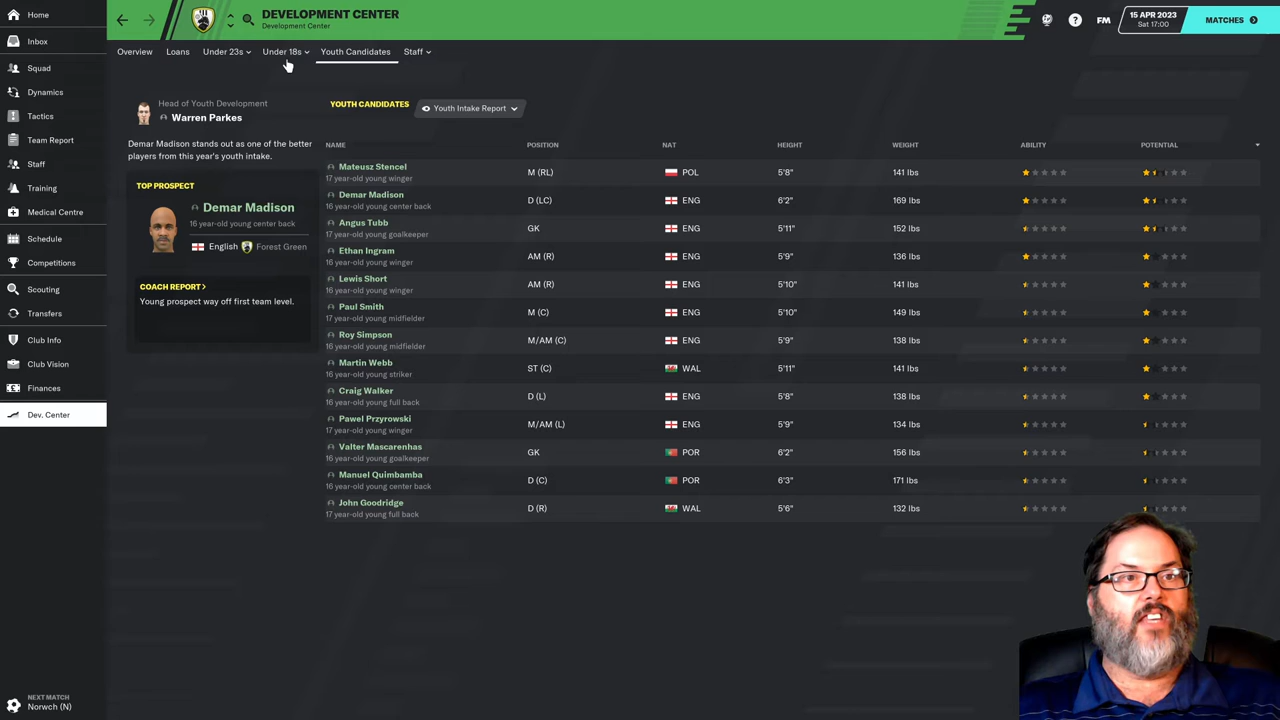 Home
DEVELOPMENT CENTER
Development Center
15 APR 2023
Sat 17:00
FM
MATCHES
Inbox
Squad
Dynamics
Tactics
Team Report
Staff
Training
Medical Centre
Schedule
Competitions
Scouting
Transfers
Club Info
Club Vision
Finances
Dev. Center
NEXT MATCH
Norwch (N)
Overview
Loans
Under 23s
Under 18s
Youth Candidates
Staff
Head of Youth Development
Warren Parkes
Demar Madison stands out as one of the better
players from this year's youth intake.
TOP PROSPECT
Demar Madison
16 year-old young center back
English Forest Green
COACH REPORT
Young prospect way off first team level.
YOUTH CANDIDATES
Youth Intake Report
NAME POSITION NAT HEIGHT WEIGHT ABILITY POTENTIAL
Mateusz Stencel
17 year-old young winger
M (RL) POL 5'8" 141 lbs
Demar Madison
16 year-old young center back
D (LC) ENG 6'2" 169 lbs
Angus Tubb
17 year-old young goalkeeper
GK ENG 5'11" 152 lbs
Ethan Ingram
16 year-old young winger
AM (R) ENG 5'9" 136 lbs
Lewis Short
16 year-old young winger
AM (R) ENG 5'10" 141 lbs
Paul Smith
17 year-old young midfielder
M (C) ENG 5'10" 149 lbs
Roy Simpson
16 year-old young midfielder
M/AM (C) ENG 5'9" 138 lbs
Martin Webb
16 year-old young striker
ST (C) WAL 5'11" 141 lbs
Craig Walker
16 year-old young full back
D (L) ENG 5'8" 138 lbs
Pawel Przyrowski
17 year-old young winger
M/AM (L) ENG 5'9" 134 lbs
Valter Mascarenhas
16 year-old young goalkeeper
GK POR 6'2" 156 lbs
Manuel Quimbamba
16 year-old young center back
D (C) POR 6'3" 171 lbs
John Goodridge
17 year-old young full back
D (R) WAL 5'6" 132 lbs